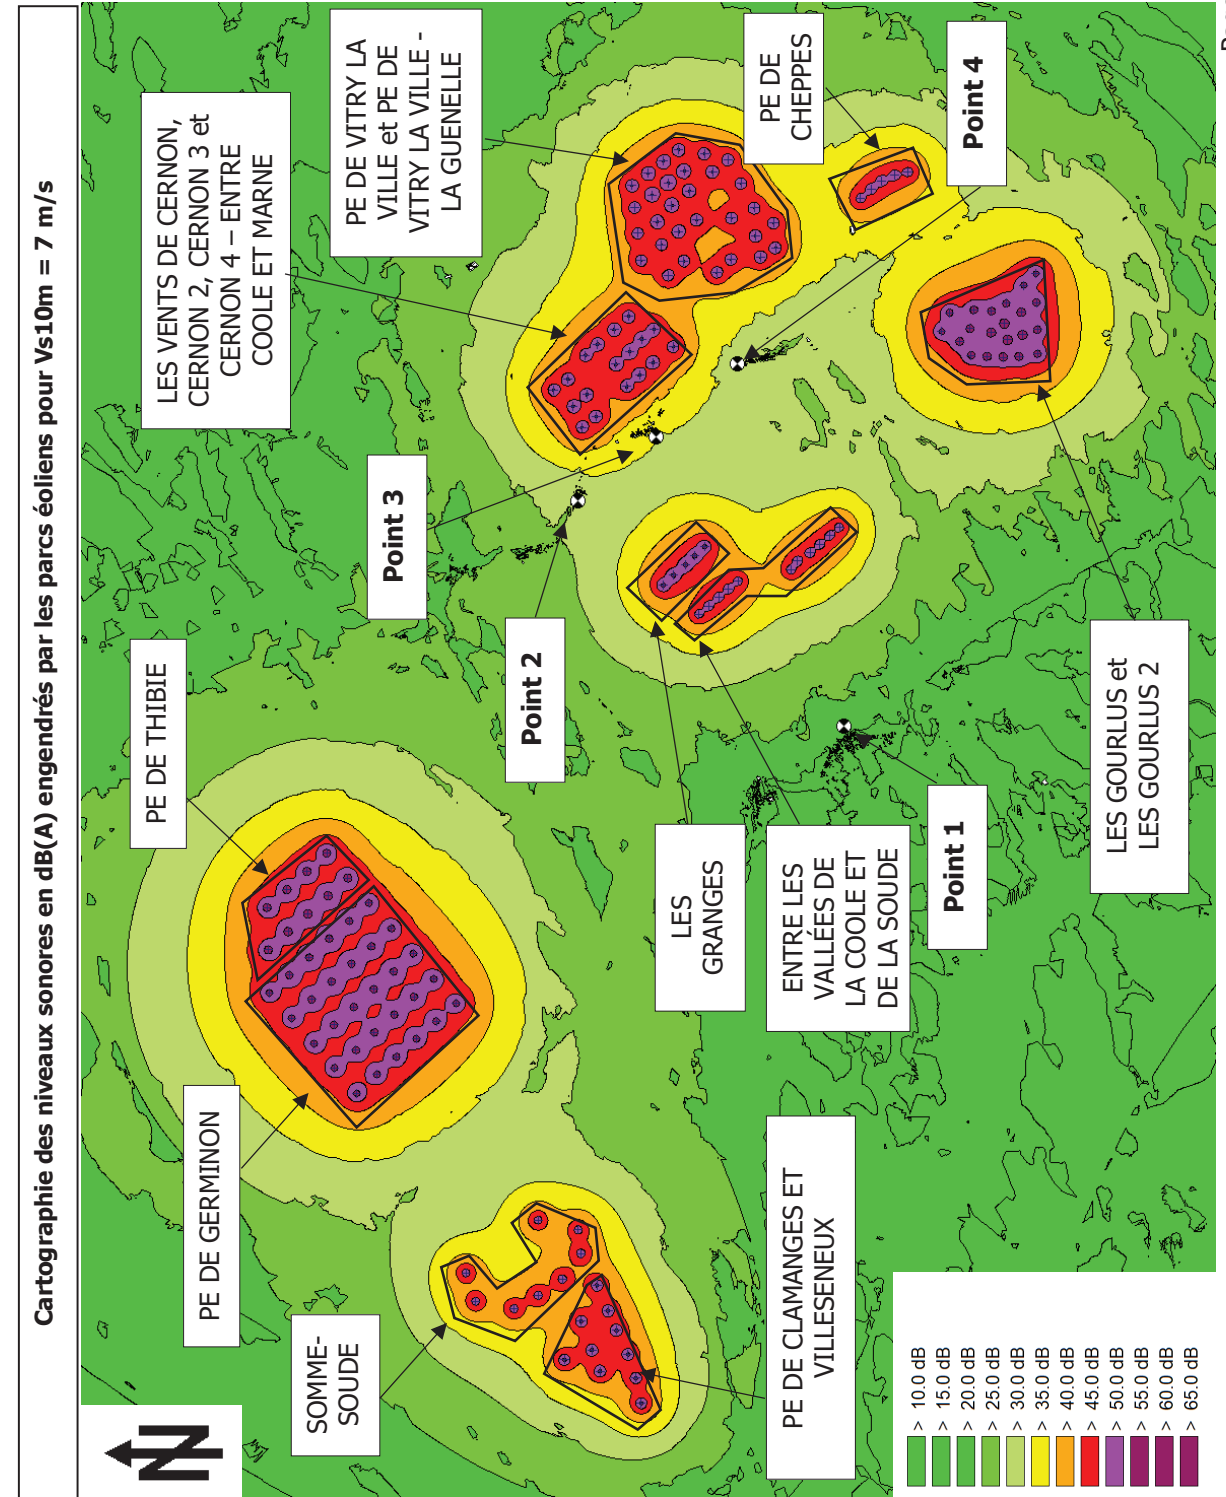 Cartographie des niveaux sonores en dB(A) engendrés par les parcs éoliens pour Vs10m = 7 m/s
N
SOMME-
SOUDE
PE DE GERMINON
PE DE THIBIE
LES VENTS DE CERNON,
CERNON 2, CERNON 3 et
CERNON 4 – ENTRE
COOLE ET MARNE
PE DE VITRY LA
VILLE et PE DE
VITRY LA VILLE -
LA GUENELLE
PE DE
CHEPPES
Point 4
Point 3
Point 2
LES
GRANGES
ENTRE LES
VALLÉES DE
LA COOLE ET
DE LA SOUDE
Point 1
LES GOURLUS et
LES GOURLUS 2
PE DE CLAMANGES ET
VILLESENEUX
> 10.0 dB
> 15.0 dB
> 20.0 dB
> 25.0 dB
> 30.0 dB
> 35.0 dB
> 40.0 dB
> 45.0 dB
> 50.0 dB
> 55.0 dB
> 60.0 dB
> 65.0 dB